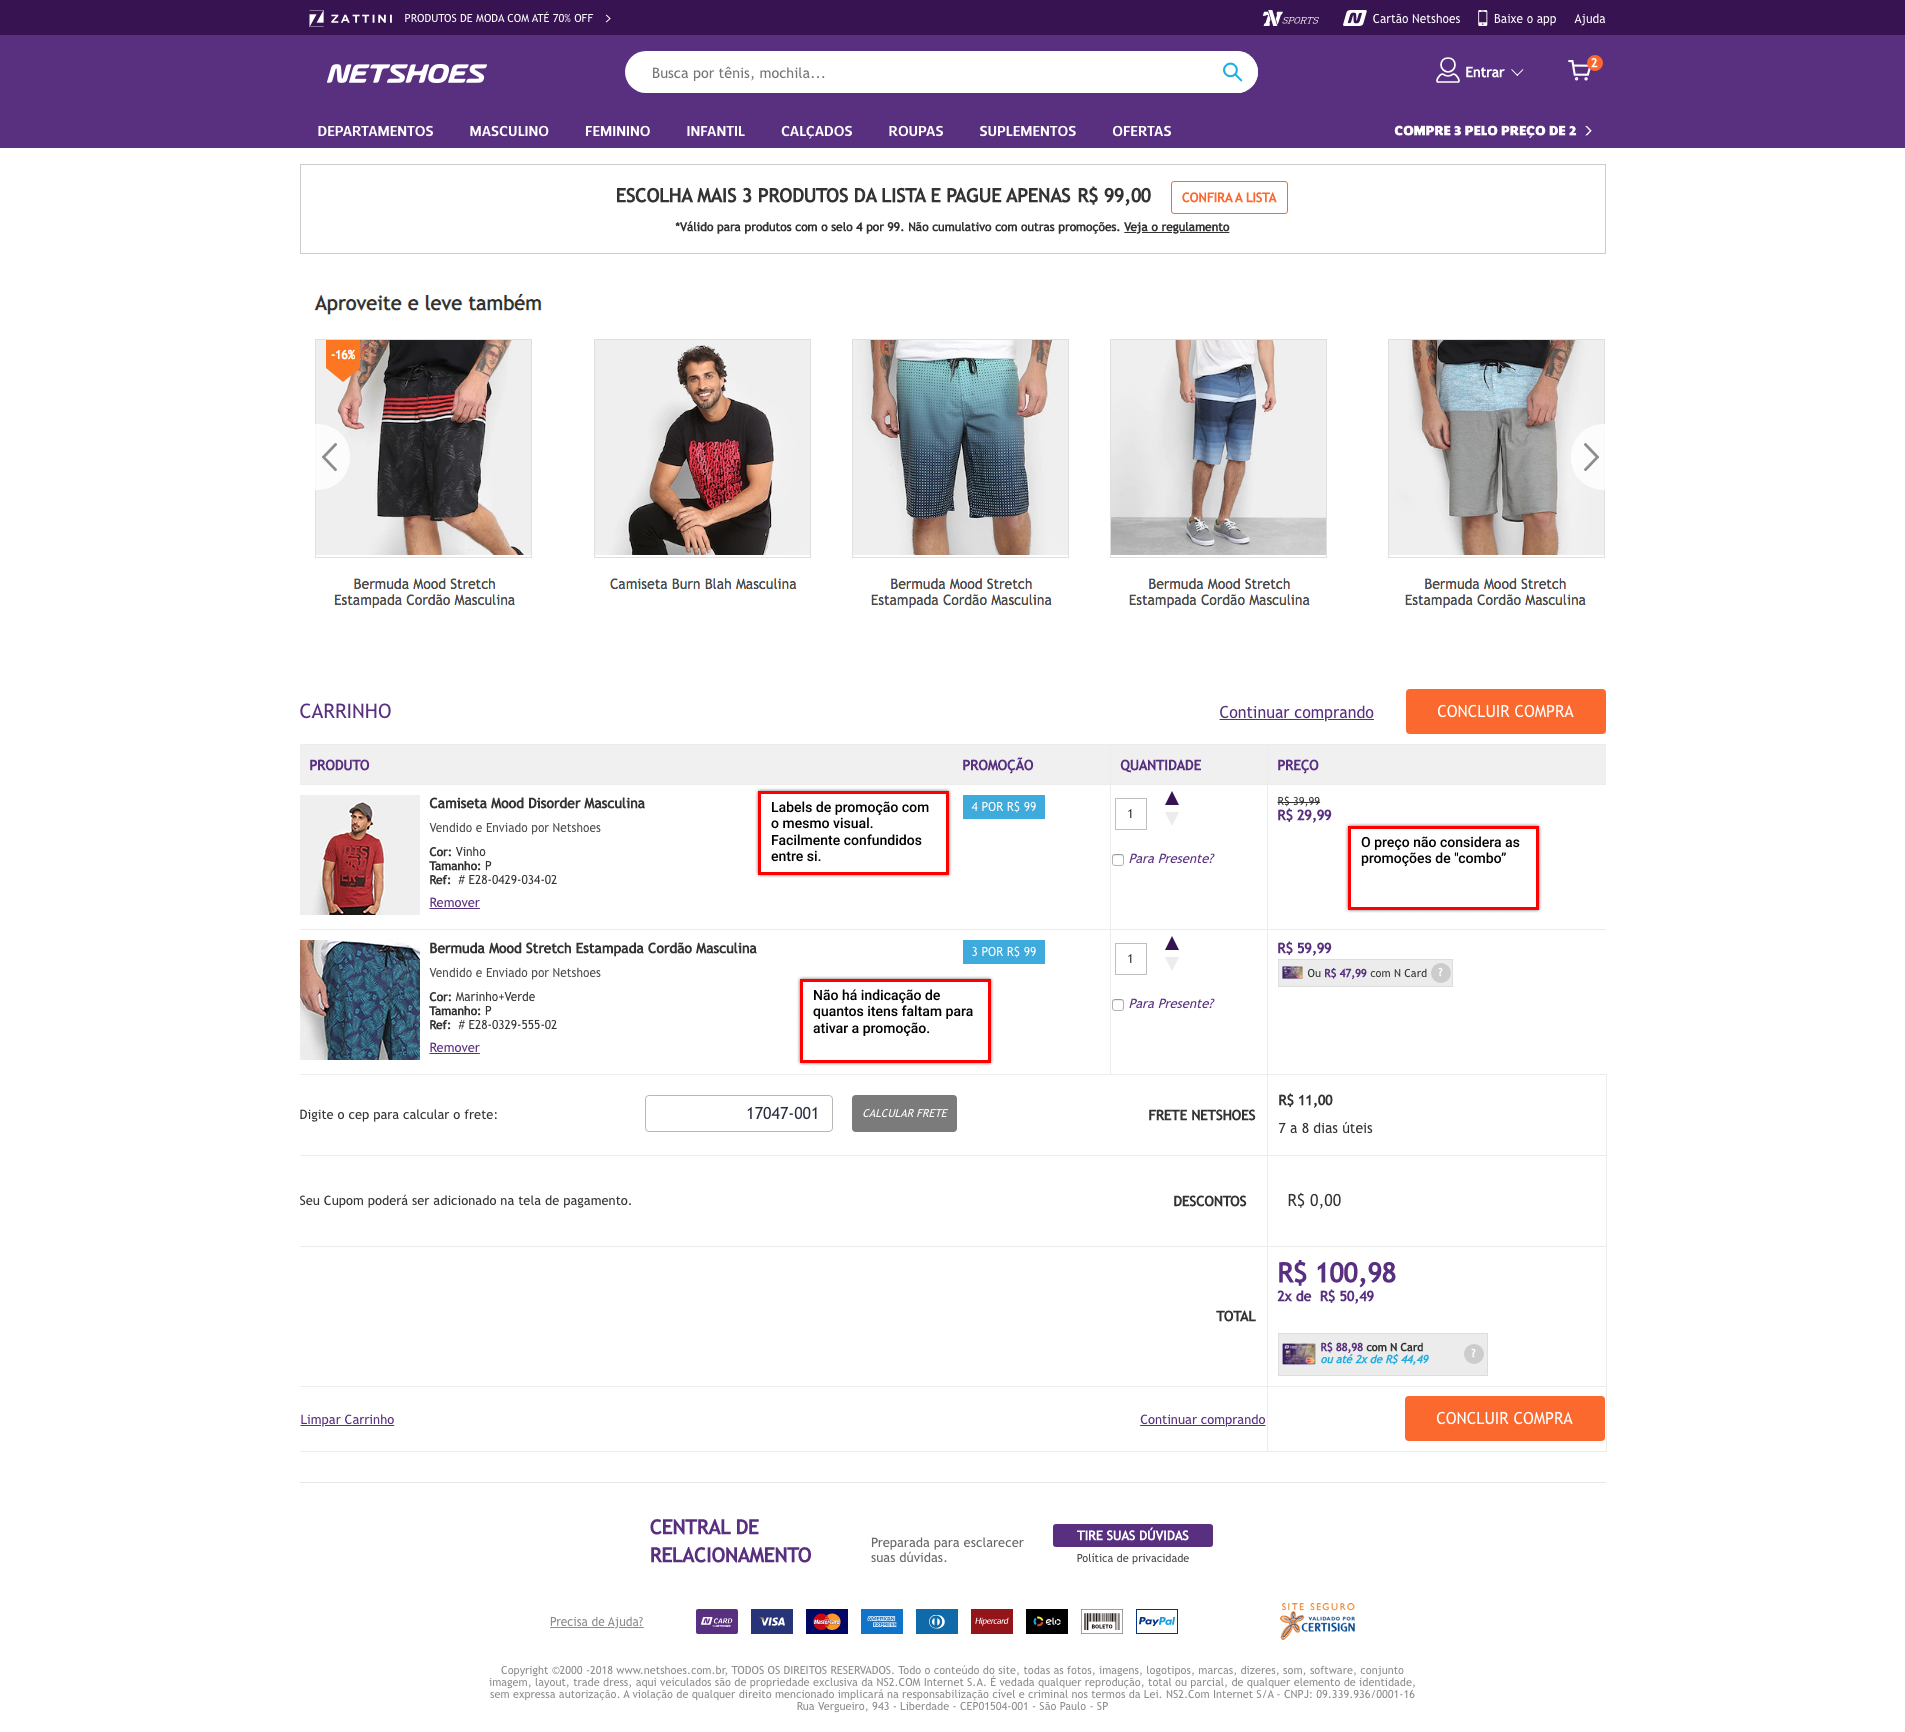 ZATTINI PRODUTOS DE MODA COM ATÉ 70% OFF
N SPORTS Cartão Netshoes Baixe o app Ajuda
NETSHOES
Busca por tênis, mochila...
Entrar
2
DEPARTAMENTOS MASCULINO FEMININO INFANTIL CALÇADOS ROUPAS SUPLEMENTOS OFERTAS
COMPRE 3 PELO PREÇO DE 2
ESCOLHA MAIS 3 PRODUTOS DA LISTA E PAGUE APENAS R$ 99,00 CONFIRA A LISTA
*Válido para produtos com o selo 4 por 99. Não cumulativo com outras promoções. Veja o regulamento
Aproveite e leve também
-16%
Bermuda Mood Stretch
Estampada Cordão Masculina
Camiseta Burn Blah Masculina
Bermuda Mood Stretch
Estampada Cordão Masculina
Bermuda Mood Stretch
Estampada Cordão Masculina
Bermuda Mood Stretch
Estampada Cordão Masculina
CARRINHO
Continuar comprando
CONCLUIR COMPRA
PRODUTO PROMOÇÃO QUANTIDADE PREÇO
Camiseta Mood Disorder Masculina
Vendido e Enviado por Netshoes
Cor: Vinho
Tamanho: P
Ref: # E28-0429-034-02
Remover
Labels de promoção com
o mesmo visual.
Facilmente confundidos
entre si.
4 POR R$ 99
1
Para Presente?
R$ 39,99
R$ 29,99
O preço não considera as
promoções de "combo”
Bermuda Mood Stretch Estampada Cordão Masculina
Vendido e Enviado por Netshoes
Cor: Marinho+Verde
Tamanho: P
Ref: # E28-0329-555-02
Remover
Não há indicação de
quantos itens faltam para
ativar a promoção.
3 POR R$ 99
1
Para Presente?
R$ 59,99
Ou R$ 47,99 com N Card ?
Digite o cep para calcular o frete:
17047-001
CALCULAR FRETE
FRETE NETSHOES
R$ 11,00
7 a 8 dias úteis
Seu Cupom poderá ser adicionado na tela de pagamento.
DESCONTOS
R$ 0,00
TOTAL
R$ 100,98
2x de R$ 50,49
R$ 88,98 com N Card
ou até 2x de R$ 44,49
?
Limpar Carrinho
Continuar comprando
CONCLUIR COMPRA
CENTRAL DE
RELACIONAMENTO
Preparada para esclarecer
suas dúvidas.
TIRE SUAS DÚVIDAS
Política de privacidade
Precisa de Ajuda?
N CARD
VISA
MasterCard
AMERICAN EXPRESS
Hipercard
elo
BOLETO
PayPal
SITE SEGURO
VALIDADO POR
CERTISIGN
Copyright ©2000 -2018 www.netshoes.com.br, TODOS OS DIREITOS RESERVADOS. Todo o conteúdo do site, todas as fotos, imagens, logotipos, marcas, dizeres, som, software, conjunto
imagem, layout, trade dress, aqui veiculados são de propriedade exclusiva da NS2.COM Internet S.A. É vedada qualquer reprodução, total ou parcial, de qualquer elemento de identidade,
sem expressa autorização. A violação de qualquer direito mencionado implicará na responsabilização cível e criminal nos termos da Lei. NS2.Com Internet S/A - CNPJ: 09.339.936/0001-16
Rua Vergueiro, 943 - Liberdade - CEP01504-001 - São Paulo - SP